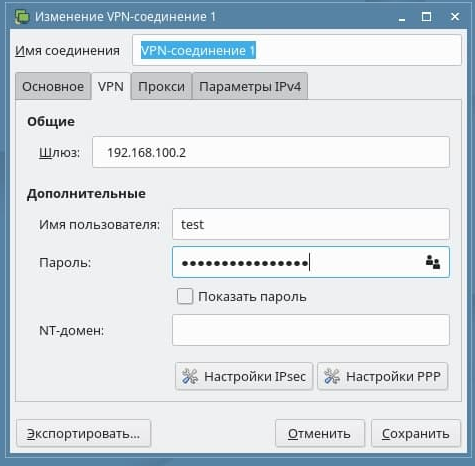 Изменение VPN-соединение 1
Имя соединения VPN-соединение 1
Основное VPN Прокси Параметры IPv4
Общие
Шлюз: 192.168.100.2
Дополнительные
Имя пользователя: test
Пароль: ••••••••••••••••
Показать пароль
NT-домен:
Настройки IPsec Настройки PPP
Экспортировать... Отменить Сохранить